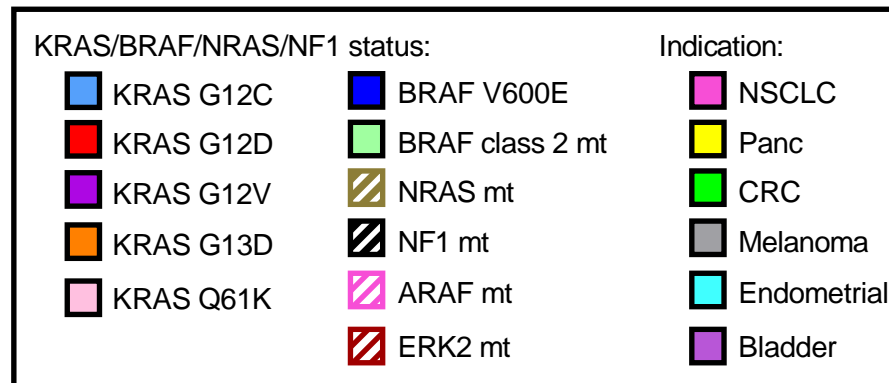 KRAS/BRAF/NRAS/NF1 status:
KRAS G12C
KRAS G12D
KRAS G12V
KRAS G13D
KRAS Q61K
BRAF V600E
BRAF class 2 mt
NRAS mt
NF1 mt
ARAF mt
ERK2 mt
Indication:
NSCLC
Panc
CRC
Melanoma
Endometrial
Bladder